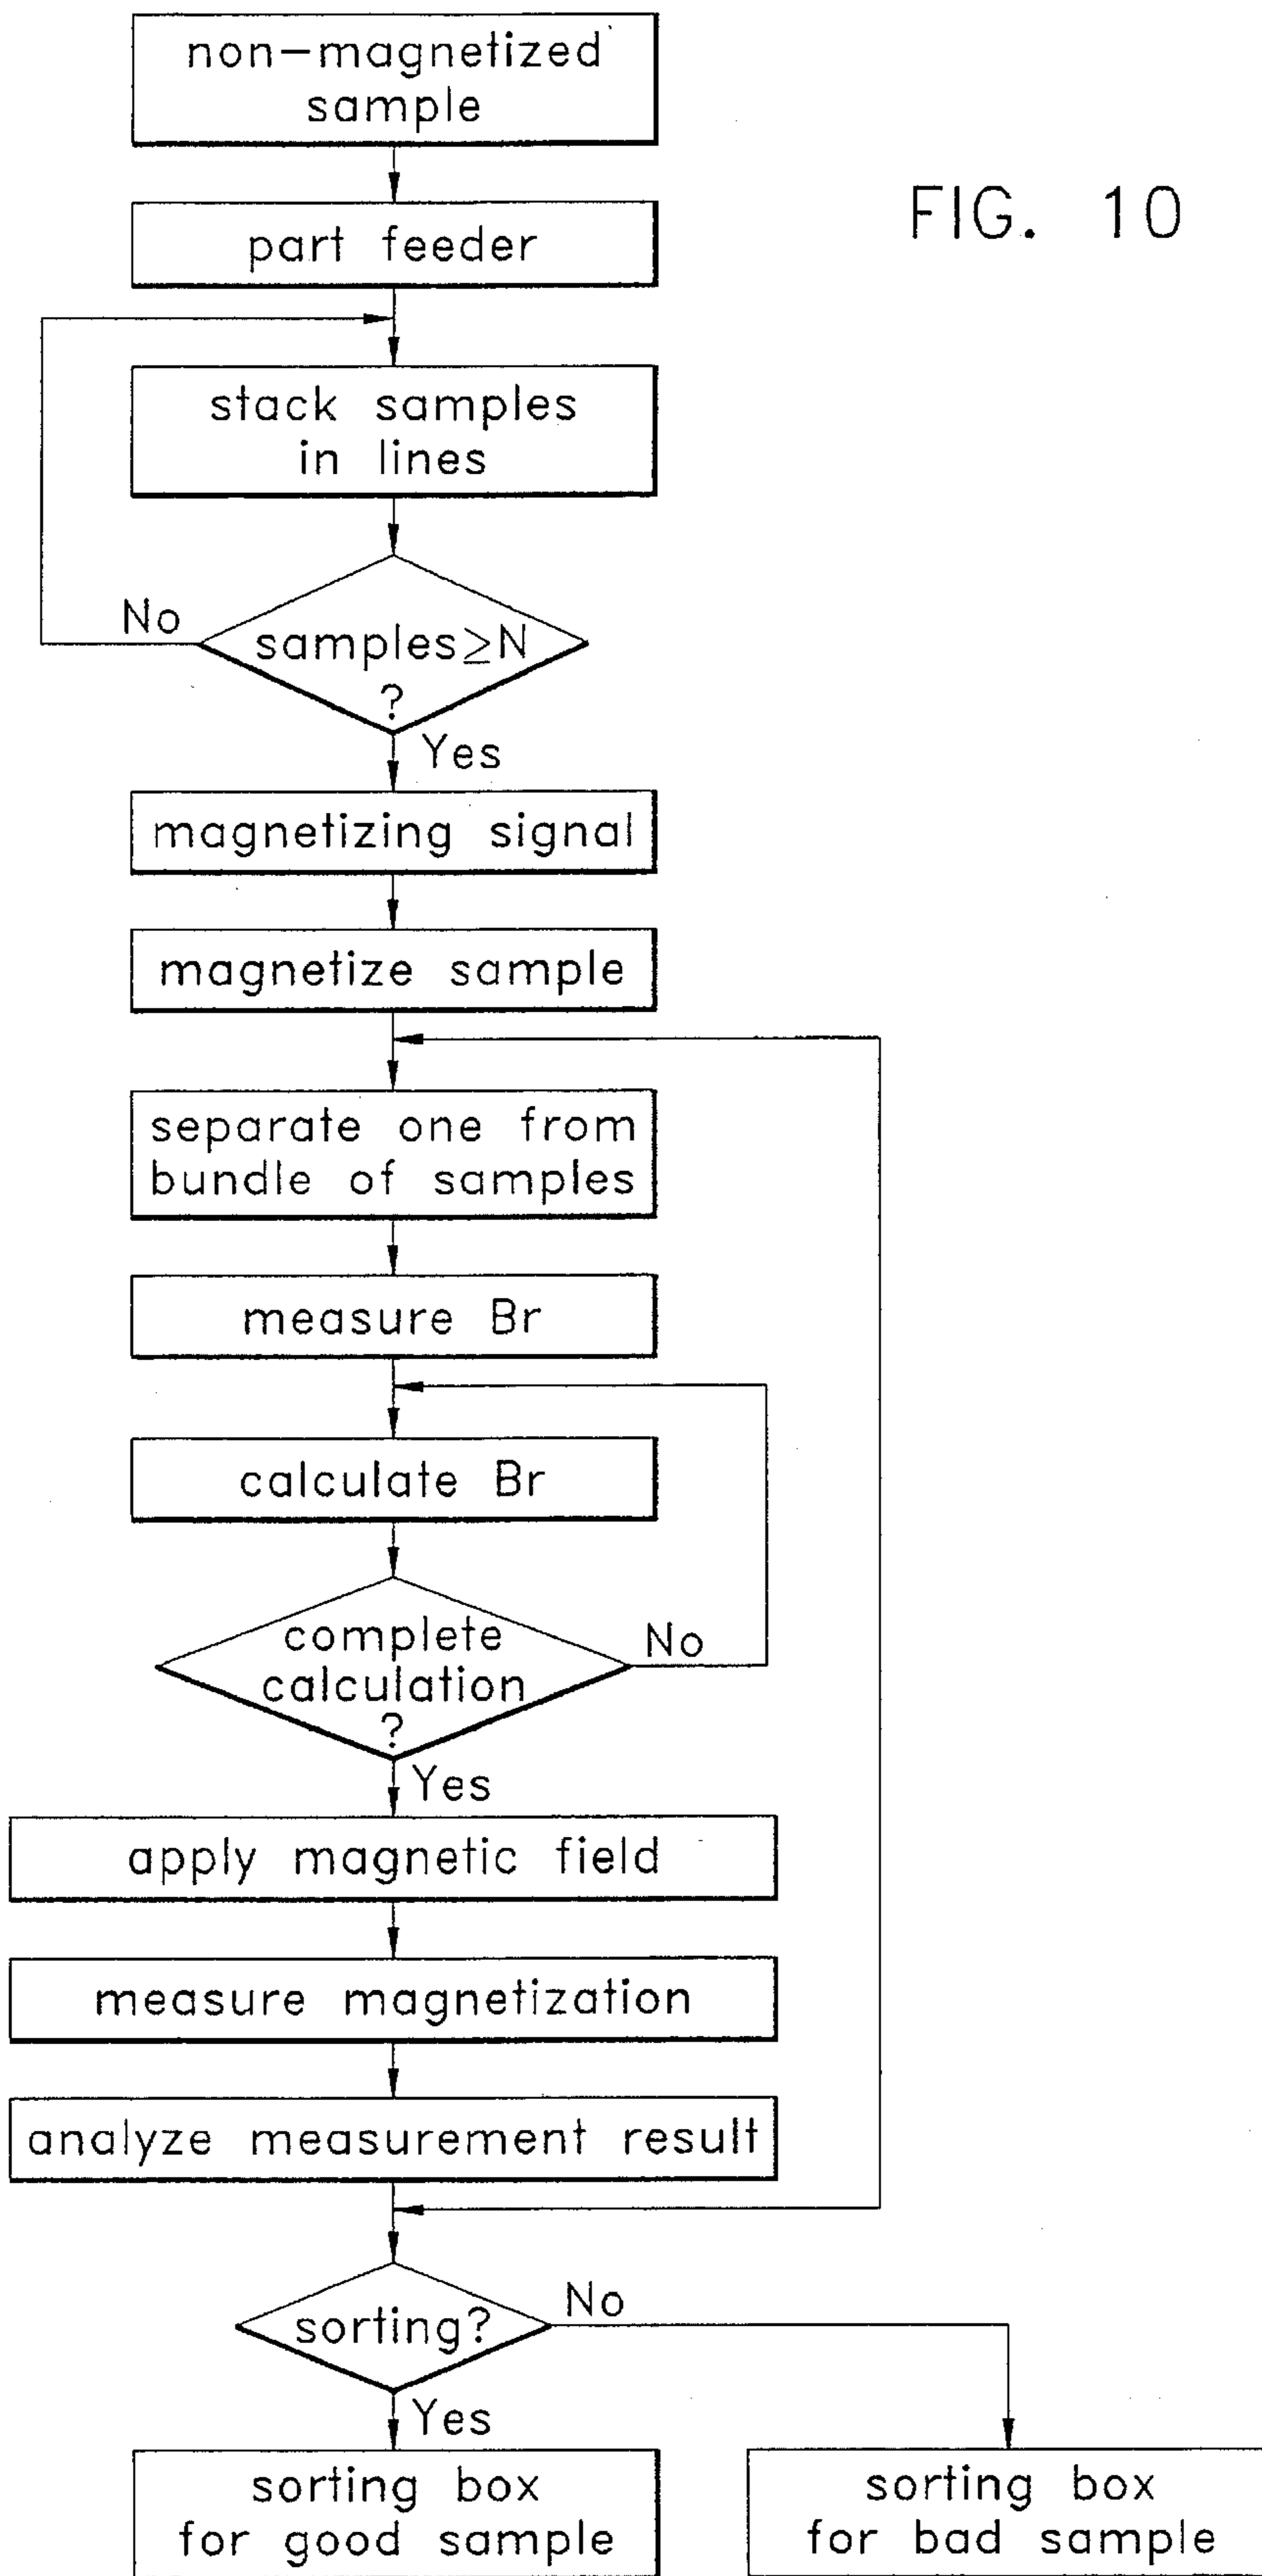 non-magnetized
sample
FIG. 10
part feeder
stack samples
in lines
No
samples≥N
?
Yes
magnetizing signal
magnetize sample
separate one from
bundle of samples
measure Br
calculate Br
complete
calculation
?
No
Yes
apply magnetic field
measure magnetization
analyze measurement result
sorting?
No
Yes
sorting box
for good sample
sorting box
for bad sample